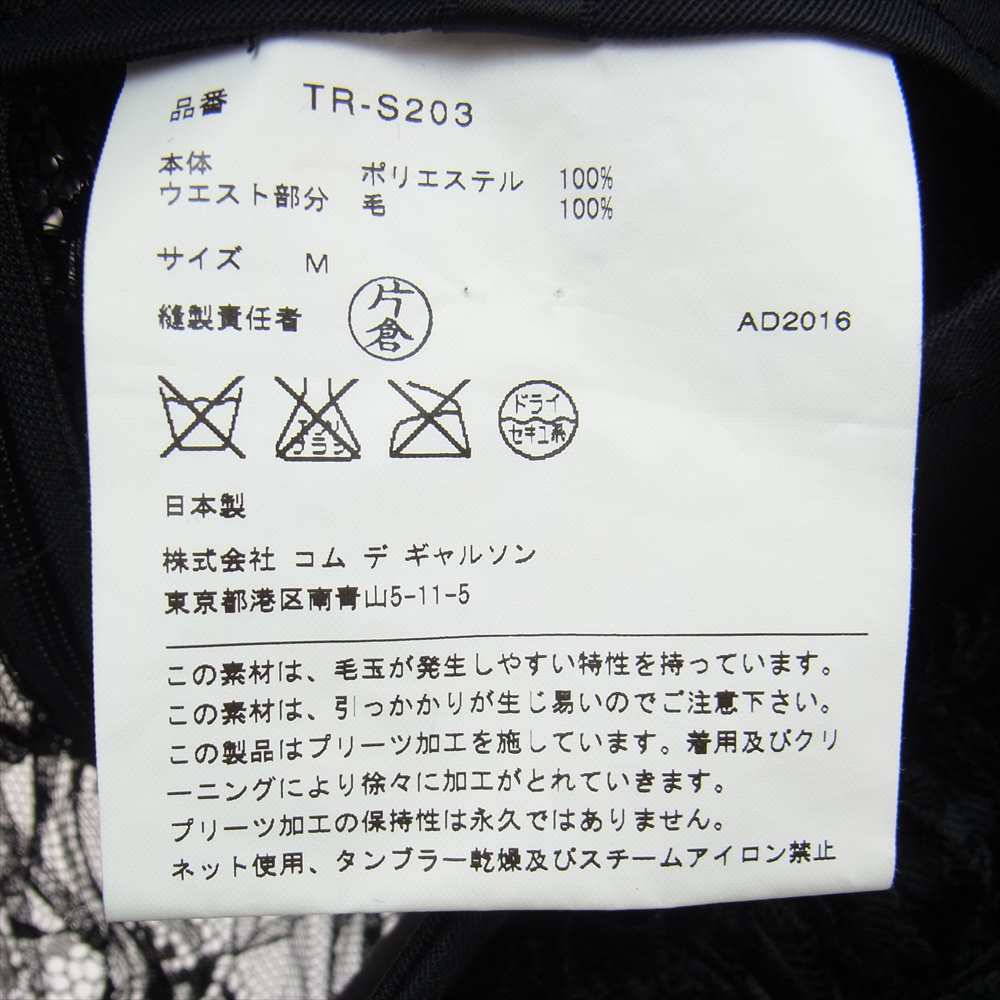 品番 TR-S203
本体 ポリエステル 100%
ウエスト部分 毛 100%
サイズ M
縫製責任者 片倉 AD2016
エンソ
サラシ
ドライ
セキユ系
日本製
株式会社 コム デ ギャルソン
東京都港区南青山5-11-5
この素材は、毛玉が発生しやすい特性を持っています。
この素材は、引っかかりが生じ易いのでご注意下さい。
この製品はプリーツ加工を施しています。着用及びクリ
ーニングにより徐々に加工がとれていきます。
プリーツ加工の保持性は永久ではありません。
ネット使用、タンブラー乾燥及びスチームアイロン禁止